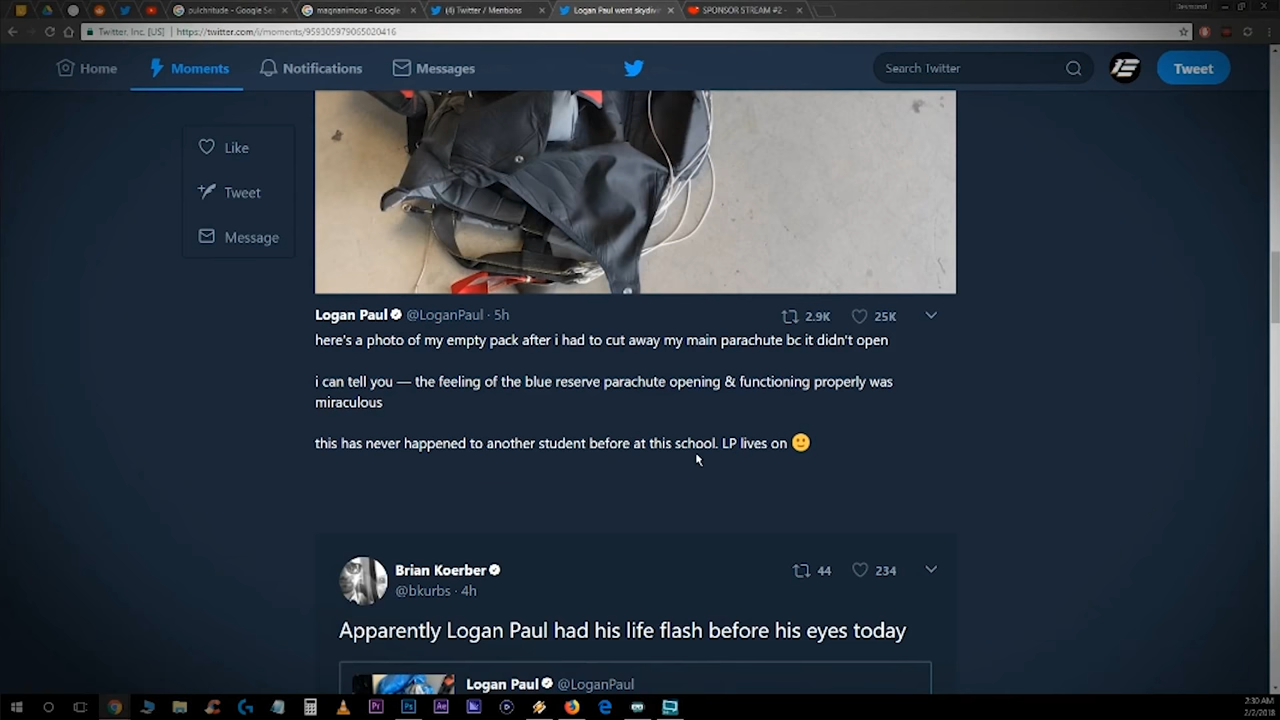 pulchritude - Google Se
magnanimous - Google
(4) Twitter / Mentions
Logan Paul went skydivi
SPONSOR STREAM #2 -
Desmond
Twitter, Inc. [US] https://twitter.com/i/moments/959305979065020416
Home Moments Notifications Messages
Search Twitter
Tweet
Like
Tweet
Message
Logan Paul @LoganPaul · 5h
2.9K 25K
here's a photo of my empty pack after i had to cut away my main parachute bc it didn't open
i can tell you — the feeling of the blue reserve parachute opening & functioning properly was
miraculous
this has never happened to another student before at this school. LP lives on 🙂
Brian Koerber
@bkurbs · 4h
44 234
Apparently Logan Paul had his life flash before his eyes today
Logan Paul @LoganPaul
2:30 AM
2/2/2018